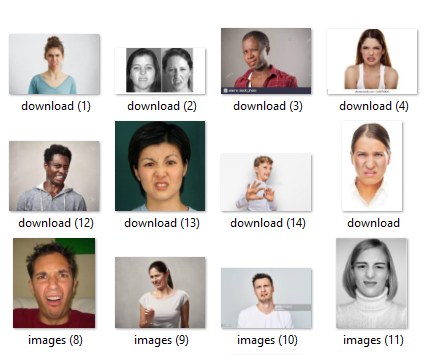 download (1)
download (2)
download (3)
download (4)
download (12)
download (13)
download (14)
download
images (8)
images (9)
images (10)
images (11)